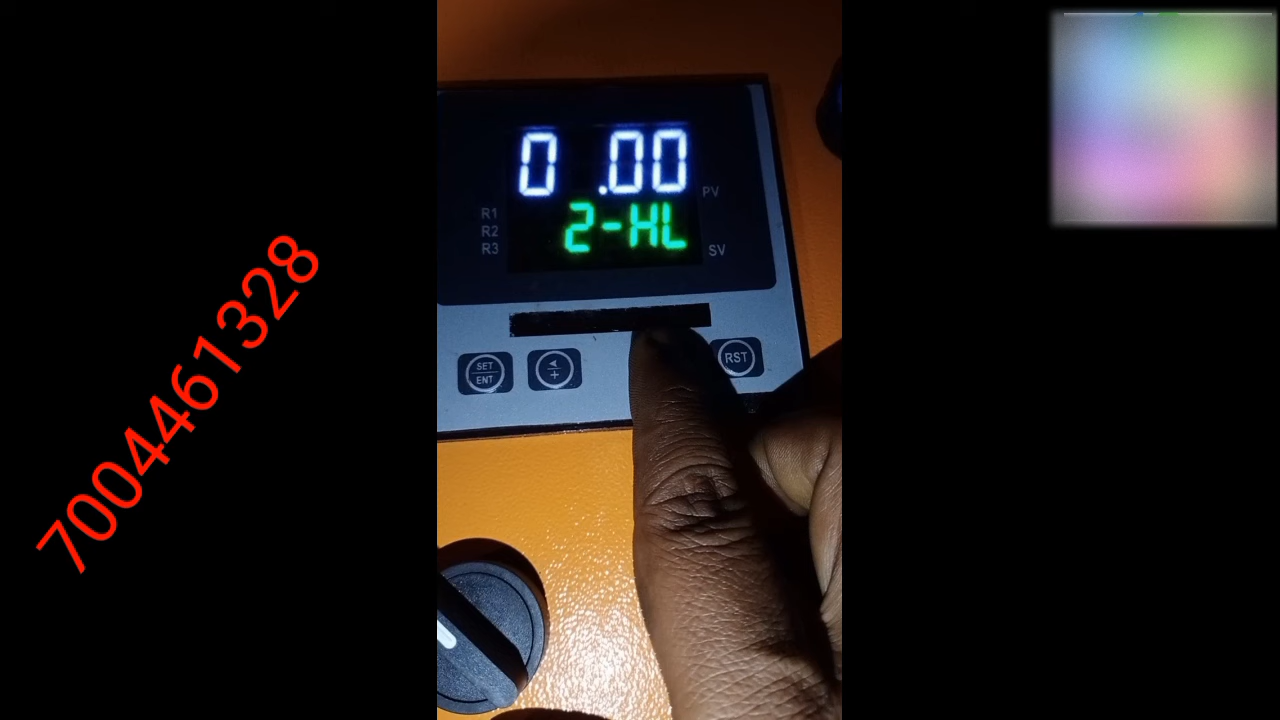 7004461328
0.00
PV
R1
R2
R3
2-HL
SV
SET
ENT
+
RST